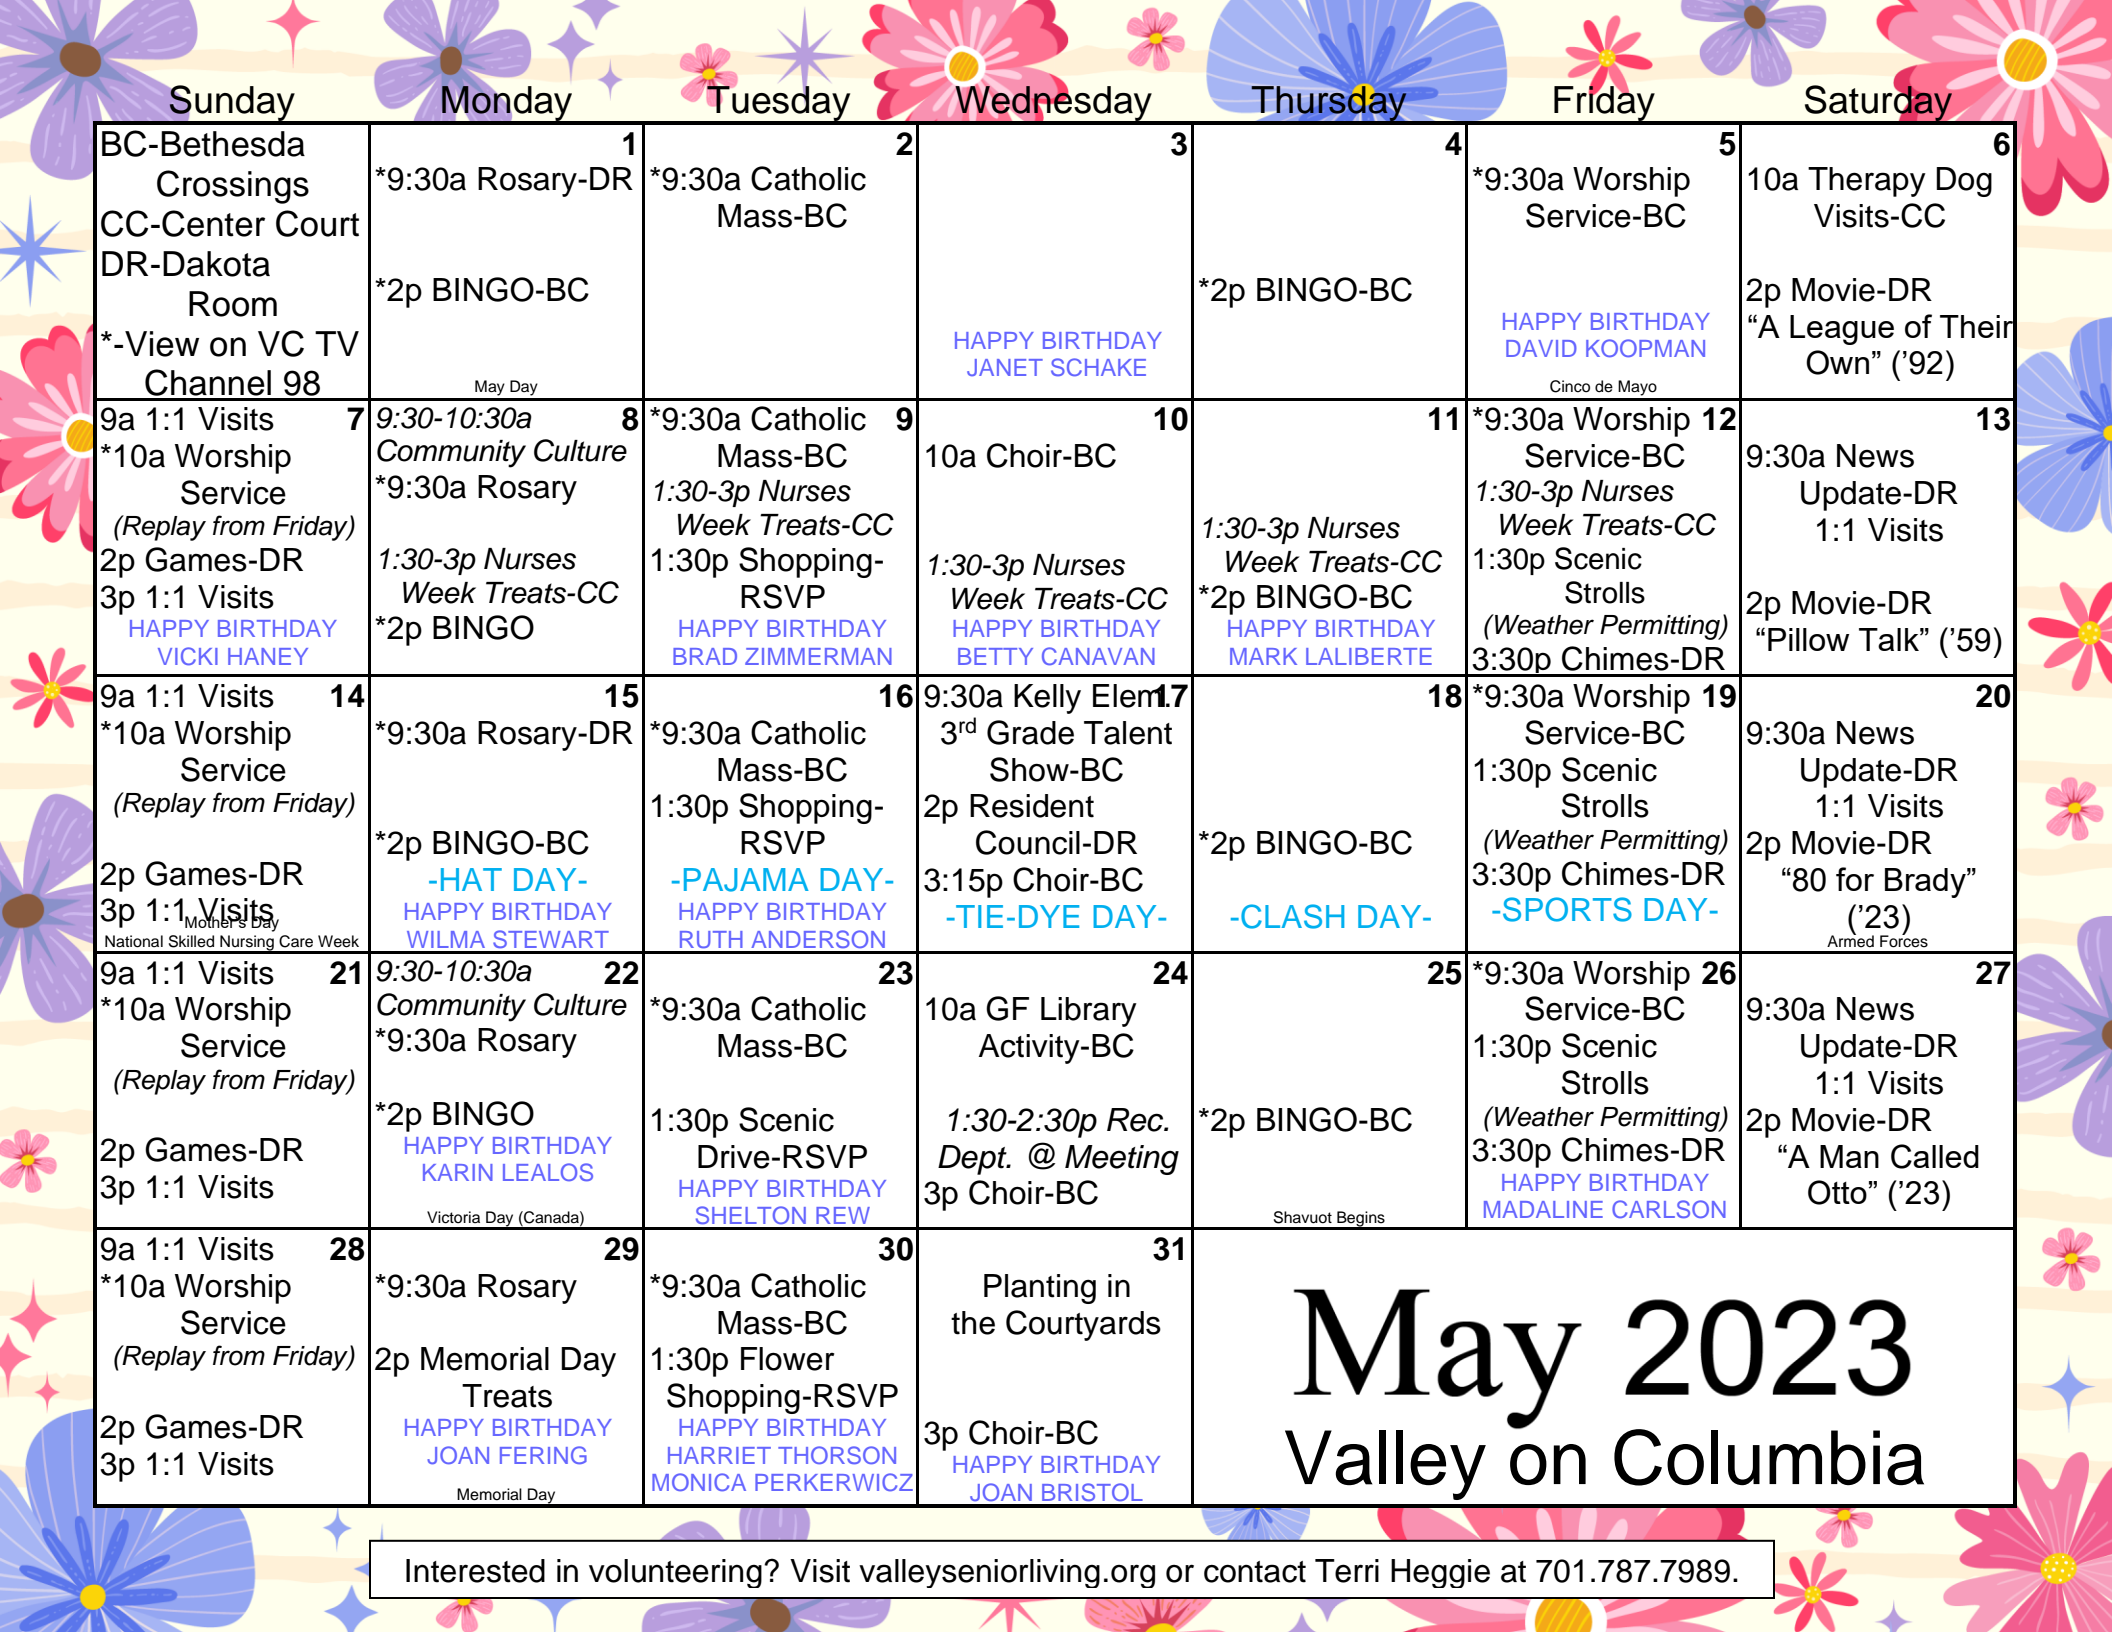 Sunday Monday Tuesday Wednesday Thursday Friday Saturday
BC-Bethesda
Crossings
CC-Center Court
DR-Dakota
Room
*-View on VC TV
Channel 98
1
*9:30a Rosary-DR
*2p BINGO-BC
May Day
2
*9:30a Catholic
Mass-BC
3
HAPPY BIRTHDAY
JANET SCHAKE
4
*2p BINGO-BC
5
*9:30a Worship
Service-BC
HAPPY BIRTHDAY
DAVID KOOPMAN
Cinco de Mayo
6
10a Therapy Dog
Visits-CC
2p Movie-DR
“A League of Their
Own” (’92)
9a 1:1 Visits 7
*10a Worship
Service
(Replay from Friday)
2p Games-DR
3p 1:1 Visits
HAPPY BIRTHDAY
VICKI HANEY
9:30-10:30a 8
Community Culture
*9:30a Rosary
1:30-3p Nurses
Week Treats-CC
*2p BINGO
*9:30a Catholic 9
Mass-BC
1:30-3p Nurses
Week Treats-CC
1:30p Shopping-
RSVP
HAPPY BIRTHDAY
BRAD ZIMMERMAN
10
10a Choir-BC
1:30-3p Nurses
Week Treats-CC
HAPPY BIRTHDAY
BETTY CANAVAN
11
1:30-3p Nurses
Week Treats-CC
*2p BINGO-BC
HAPPY BIRTHDAY
MARK LALIBERTE
*9:30a Worship 12
Service-BC
1:30-3p Nurses
Week Treats-CC
1:30p Scenic
Strolls
(Weather Permitting)
3:30p Chimes-DR
13
9:30a News
Update-DR
1:1 Visits
2p Movie-DR
“Pillow Talk” (’59)
9a 1:1 Visits 14
*10a Worship
Service
(Replay from Friday)
2p Games-DR
3p 1:1 Visits
Mother's Day
National Skilled Nursing Care Week
15
*9:30a Rosary-DR
*2p BINGO-BC
-HAT DAY-
HAPPY BIRTHDAY
WILMA STEWART
16
*9:30a Catholic
Mass-BC
1:30p Shopping-
RSVP
-PAJAMA DAY-
HAPPY BIRTHDAY
RUTH ANDERSON
9:30a Kelly Elem. 17
3rd Grade Talent
Show-BC
2p Resident
Council-DR
3:15p Choir-BC
-TIE-DYE DAY-
18
*2p BINGO-BC
-CLASH DAY-
*9:30a Worship 19
Service-BC
1:30p Scenic
Strolls
(Weather Permitting)
3:30p Chimes-DR
-SPORTS DAY-
20
9:30a News
Update-DR
1:1 Visits
2p Movie-DR
“80 for Brady”
(’23)
Armed Forces
9a 1:1 Visits 21
*10a Worship
Service
(Replay from Friday)
2p Games-DR
3p 1:1 Visits
9:30-10:30a 22
Community Culture
*9:30a Rosary
*2p BINGO
HAPPY BIRTHDAY
KARIN LEALOS
Victoria Day (Canada)
23
*9:30a Catholic
Mass-BC
1:30p Scenic
Drive-RSVP
HAPPY BIRTHDAY
SHELTON REW
24
10a GF Library
Activity-BC
1:30-2:30p Rec.
Dept. @ Meeting
3p Choir-BC
25
*2p BINGO-BC
Shavuot Begins
*9:30a Worship 26
Service-BC
1:30p Scenic
Strolls
(Weather Permitting)
3:30p Chimes-DR
HAPPY BIRTHDAY
MADALINE CARLSON
27
9:30a News
Update-DR
1:1 Visits
2p Movie-DR
“A Man Called
Otto” (’23)
9a 1:1 Visits 28
*10a Worship
Service
(Replay from Friday)
2p Games-DR
3p 1:1 Visits
29
*9:30a Rosary
2p Memorial Day
Treats
HAPPY BIRTHDAY
JOAN FERING
Memorial Day
30
*9:30a Catholic
Mass-BC
1:30p Flower
Shopping-RSVP
HAPPY BIRTHDAY
HARRIET THORSON
MONICA PERKERWICZ
31
Planting in
the Courtyards
3p Choir-BC
HAPPY BIRTHDAY
JOAN BRISTOL
May 2023
Valley on Columbia
Interested in volunteering? Visit valleyseniorliving.org or contact Terri Heggie at 701.787.7989.